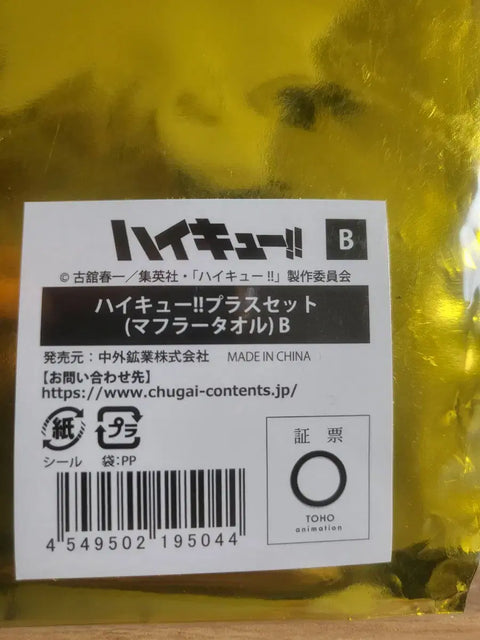 ハイキュー!! B
© 古舘春一／集英社・「ハイキュー!!」製作委員会
ハイキュー!!プラスセット
(マフラータオル) B
発売元：中外鉱業株式会社 MADE IN CHINA
【お問い合わせ先】
https://www.chugai-contents.jp/
紙 プラ
シール 袋:PP
証票
TOHO
animation
4 549502 195044